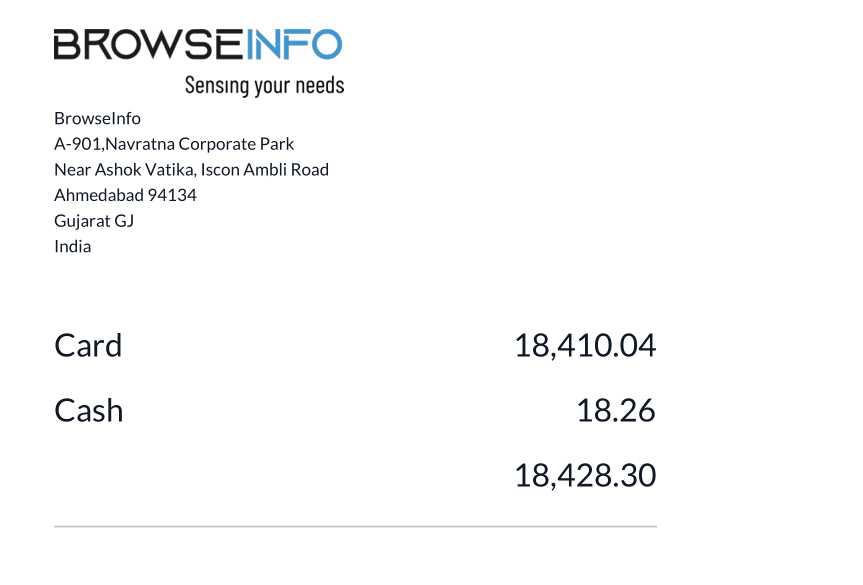 BROWSEINFO
Sensing your needs
BrowseInfo
A-901,Navratna Corporate Park
Near Ashok Vatika, Iscon Ambli Road
Ahmedabad 94134
Gujarat GJ
India
Card 18,410.04
Cash 18.26
18,428.30